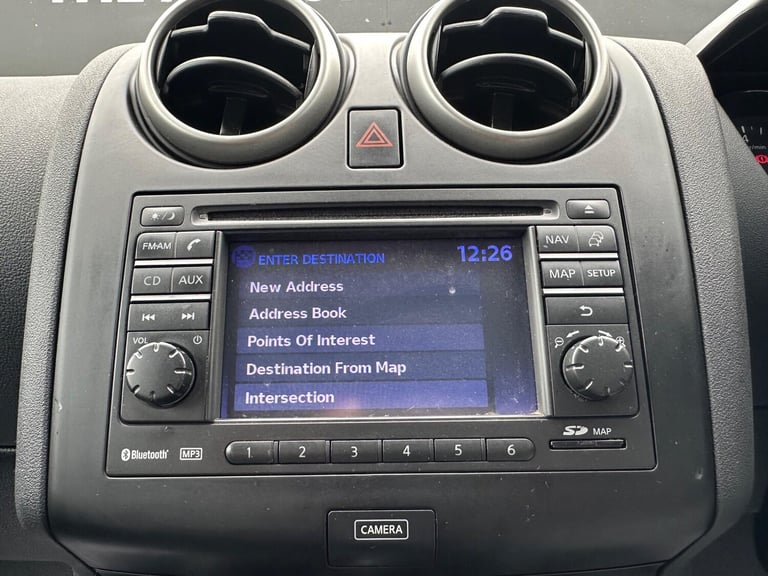 FM·AM
CD AUX
VOL
ENTER DESTINATION 12:26
New Address
Address Book
Points Of Interest
Destination From Map
Intersection
NAV
MAP SETUP
Bluetooth MP3
1 2 3 4 5 6
SD MAP
CAMERA